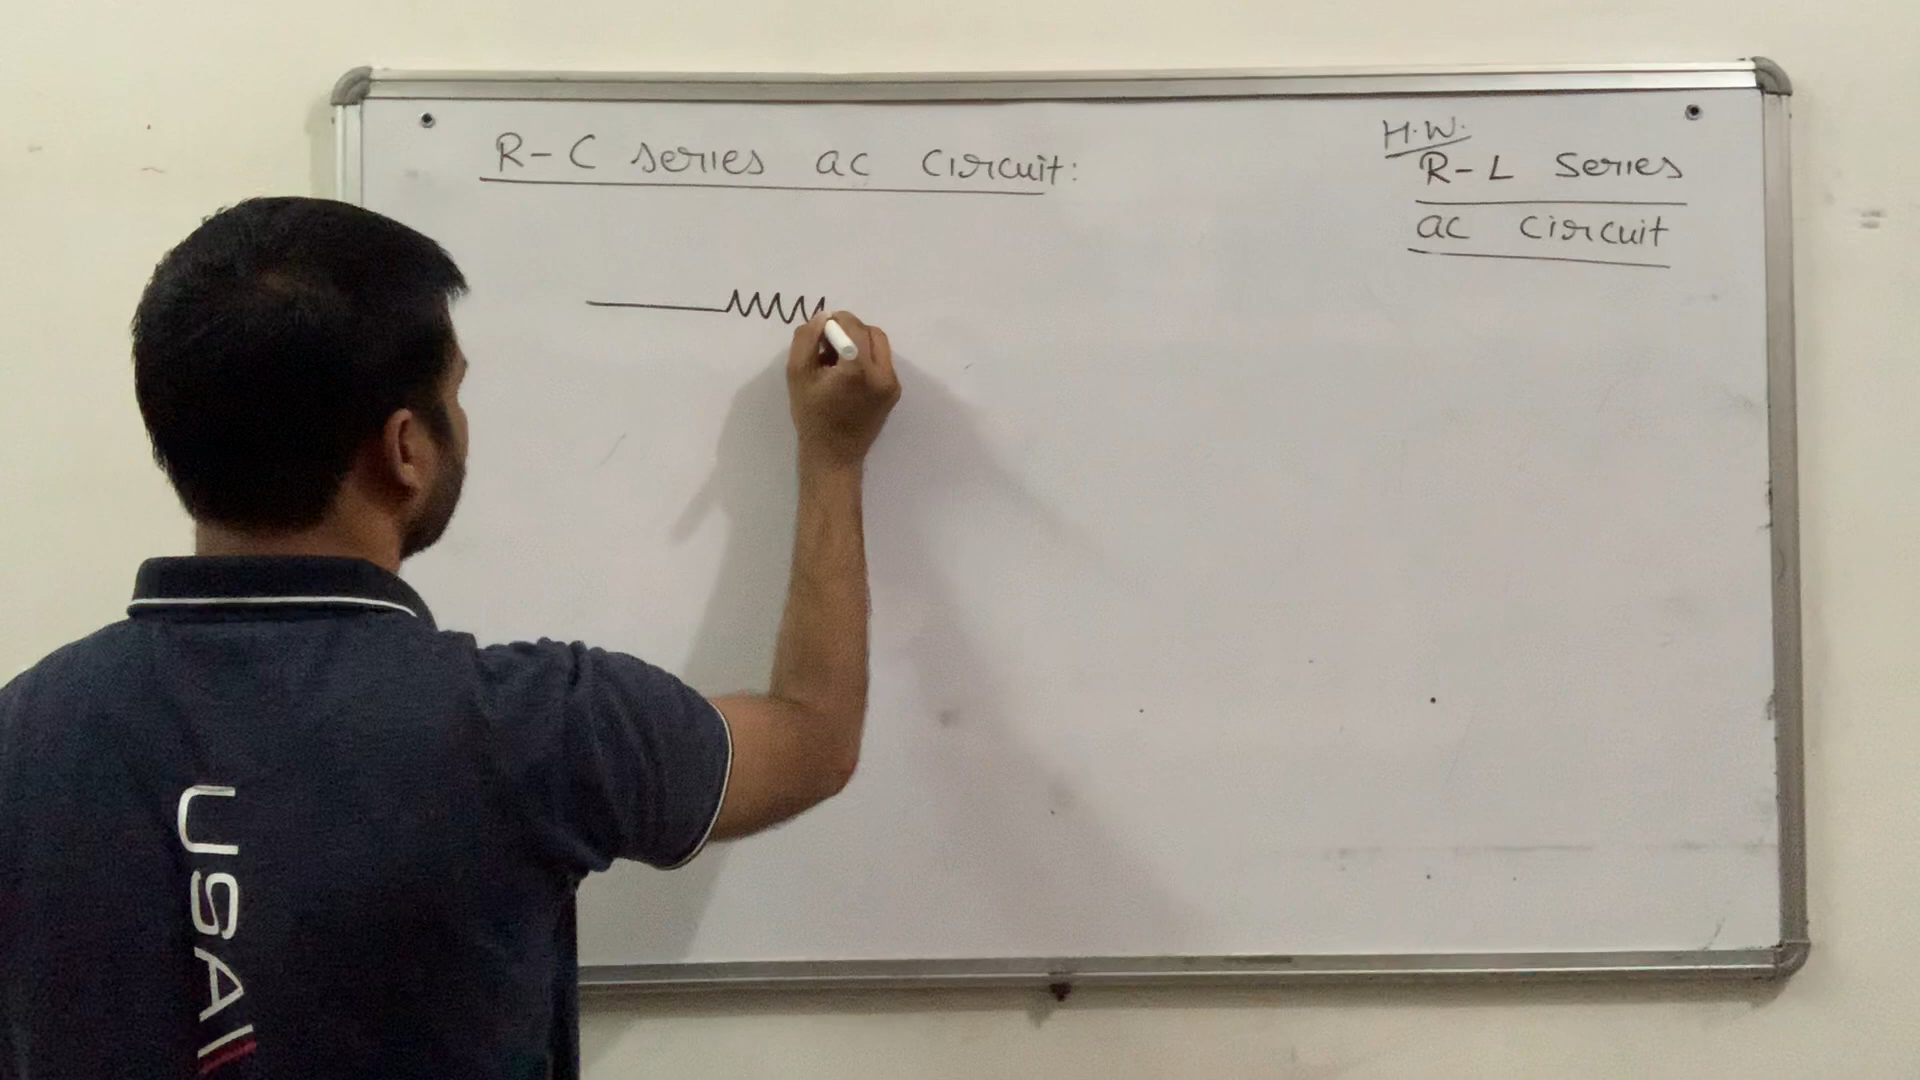 R-C series ac circuit:
H.W.
R-L series
ac circuit
USA